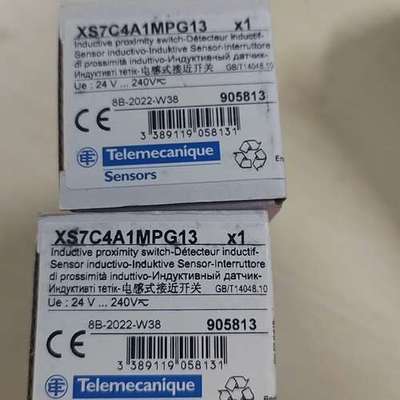 XS7C4A1MPG13 x1
Inductive proximity switch-Détecteur inductif-
Sensor inductivo-Induktive Sensor-Interruttore
di prossimità induttivo-Индуктивный датчик-
Индуктивті тетік-电感式接近开关 GB/T14048.10
Ue : 24 V ... 240V
8B-2022-W38 905813
CE
3 389119 058131
Telemecanique
Sensors
XS7C4A1MPG13 x1
Inductive proximity switch-Détecteur inductif-
Sensor inductivo-Induktive Sensor-Interruttore
di prossimità induttivo-Индуктивный датчик-
Индуктивті тетік-电感式接近开关 GB/T14048.10
Ue : 24 V ... 240V
8B-2022-W38 905813
CE
3 389119 058131
Telemecanique